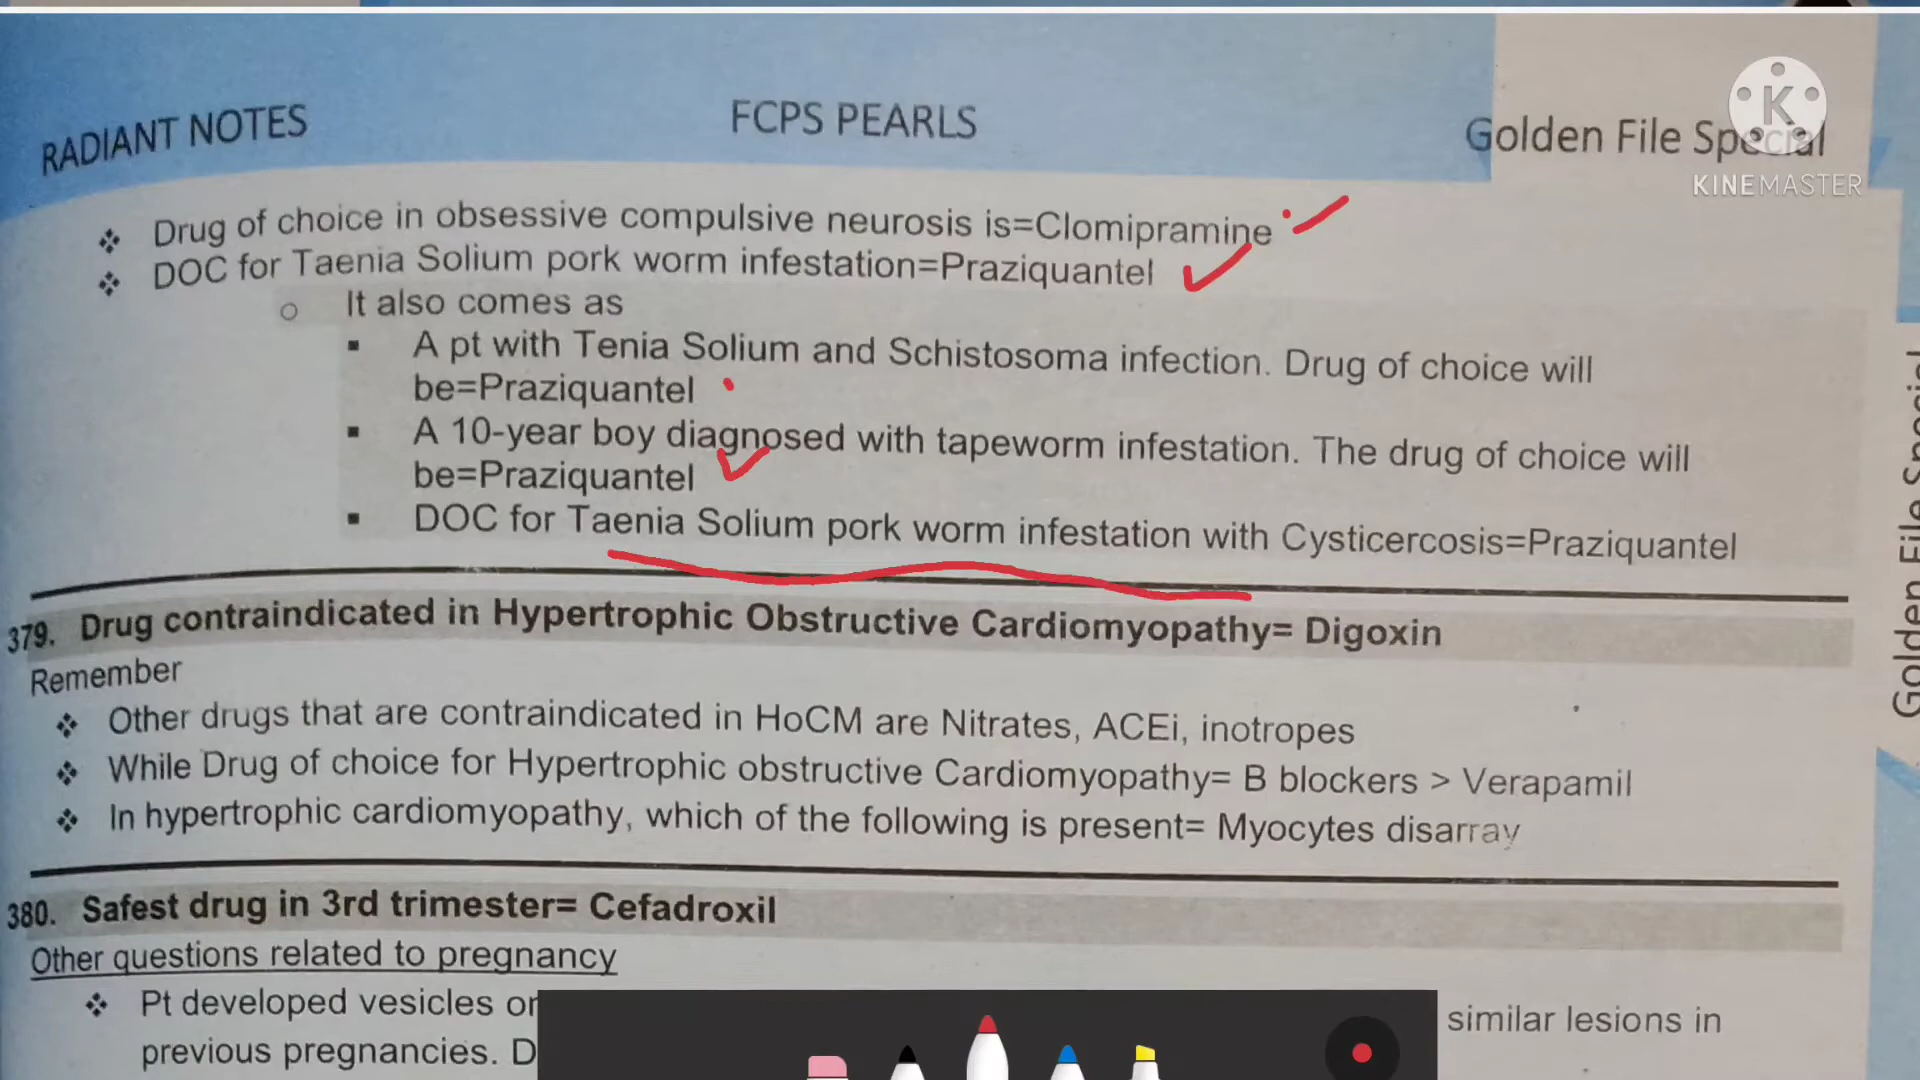 RADIANT NOTES
FCPS PEARLS
Golden File Special
KINEMASTER
❖ Drug of choice in obsessive compulsive neurosis is=Clomipramine
❖ DOC for Taenia Solium pork worm infestation=Praziquantel
o It also comes as
▪ A pt with Tenia Solium and Schistosoma infection. Drug of choice will
be=Praziquantel
▪ A 10-year boy diagnosed with tapeworm infestation. The drug of choice will
be=Praziquantel
▪ DOC for Taenia Solium pork worm infestation with Cysticercosis=Praziquantel
379. Drug contraindicated in Hypertrophic Obstructive Cardiomyopathy= Digoxin
Remember
❖ Other drugs that are contraindicated in HoCM are Nitrates, ACEi, inotropes
❖ While Drug of choice for Hypertrophic obstructive Cardiomyopathy= B blockers > Verapamil
❖ In hypertrophic cardiomyopathy, which of the following is present= Myocytes disarray
380. Safest drug in 3rd trimester= Cefadroxil
Other questions related to pregnancy
❖ Pt developed vesicles or similar lesions in
previous pregnancies. D
Golden File Special